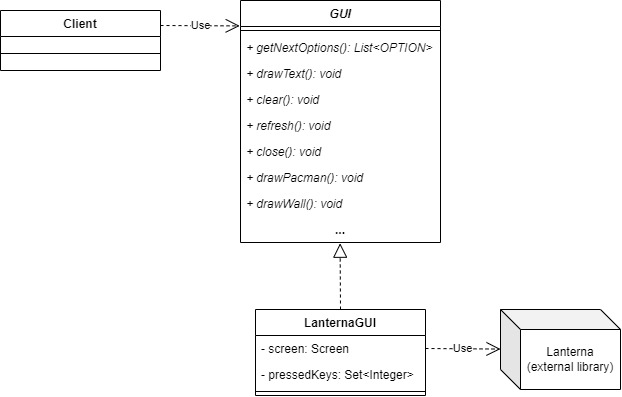 Client
Use
GUI
+ getNextOptions(): List<OPTION>
+ drawText(): void
+ clear(): void
+ refresh(): void
+ close(): void
+ drawPacman(): void
+ drawWall(): void
...
LanternaGUI
- screen: Screen
- pressedKeys: Set<Integer>
Use
Lanterna
(external library)